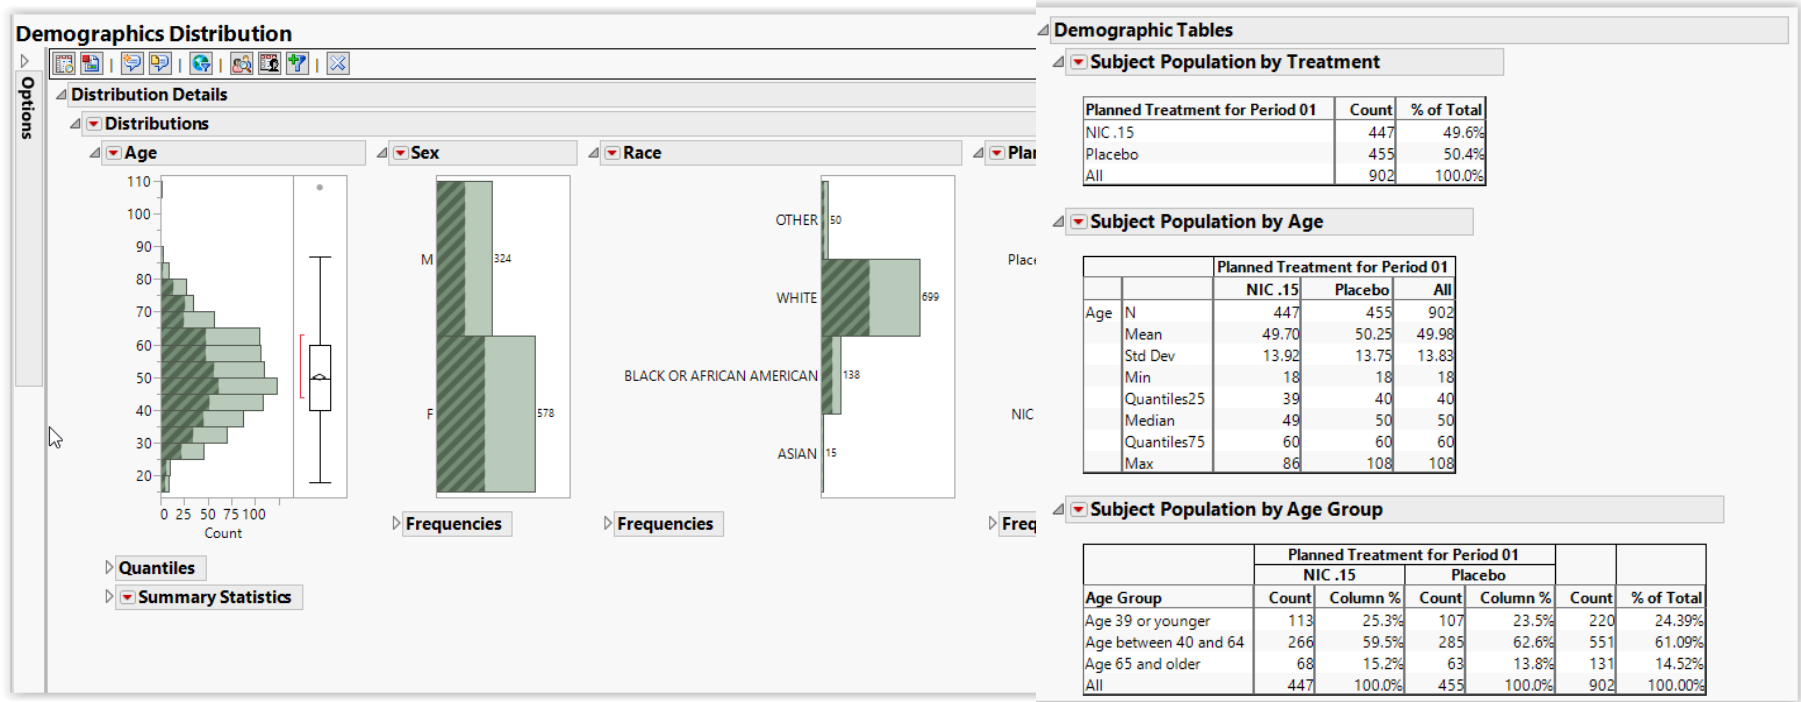 Demographics Distribution
Options
Distribution Details
Distributions
Age
Sex
Race
Plan
110
100
90
80
70
60
50
40
30
20
0 25 50 75 100
Count
M
324
F
578
OTHER
50
WHITE
699
BLACK OR AFRICAN AMERICAN
138
ASIAN
15
Place
NIC
Frequencies
Frequencies
Freq
Quantiles
Summary Statistics
Demographic Tables
Subject Population by Treatment
Planned Treatment for Period 01 Count % of Total
NIC .15 447 49.6%
Placebo 455 50.4%
All 902 100.0%
Subject Population by Age
Planned Treatment for Period 01
NIC .15 Placebo All
Age N 447 455 902
Mean 49.70 50.25 49.98
Std Dev 13.92 13.75 13.83
Min 18 18 18
Quantiles25 39 40 40
Median 49 50 50
Quantiles75 60 60 60
Max 86 108 108
Subject Population by Age Group
Planned Treatment for Period 01
NIC .15 Placebo
Age Group Count Column % Count Column % Count % of Total
Age 39 or younger 113 25.3% 107 23.5% 220 24.39%
Age between 40 and 64 266 59.5% 285 62.6% 551 61.09%
Age 65 and older 68 15.2% 63 13.8% 131 14.52%
All 447 100.0% 455 100.0% 902 100.00%